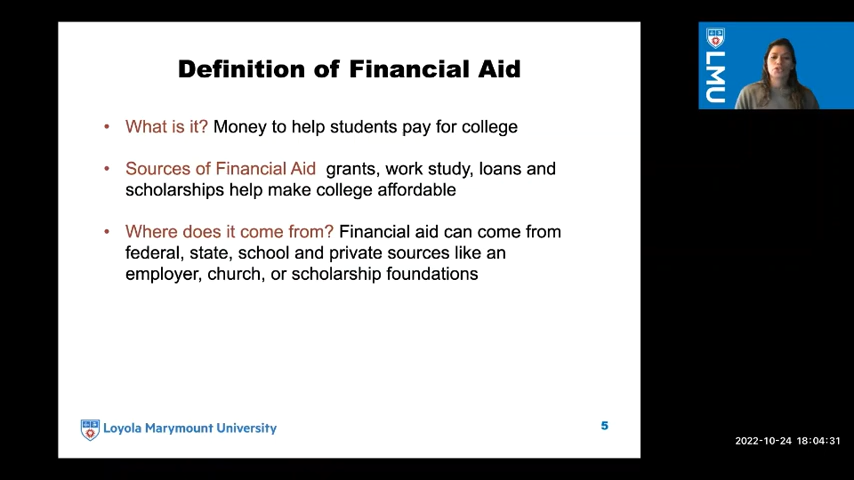 Definition of Financial Aid
• What is it? Money to help students pay for college
• Sources of Financial Aid grants, work study, loans and
scholarships help make college affordable
• Where does it come from? Financial aid can come from
federal, state, school and private sources like an
employer, church, or scholarship foundations
Loyola Marymount University
5
LMU
2022-10-24 18:04:31